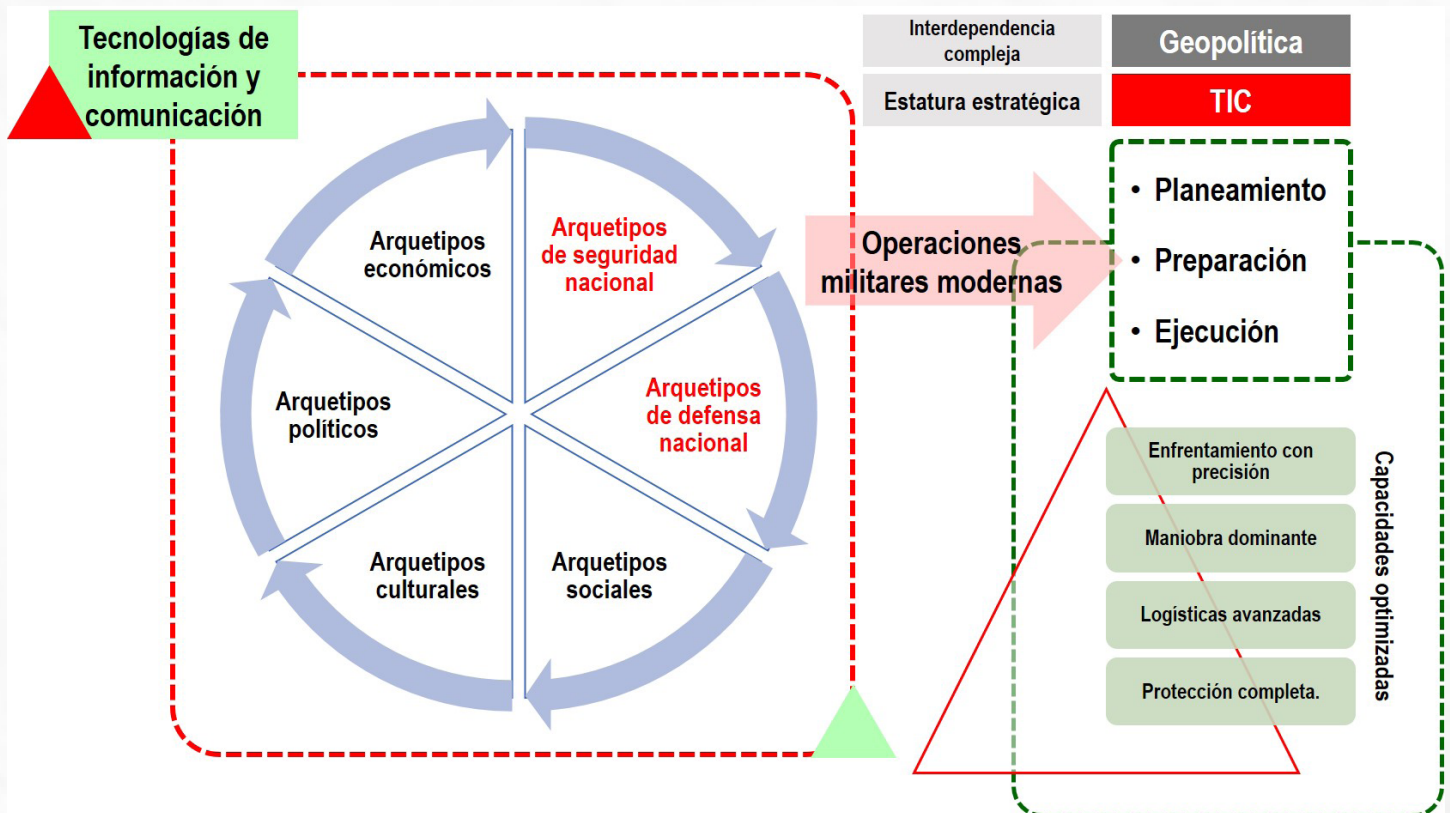 Tecnologías de
información y
comunicación
Interdependencia
compleja
Geopolítica
Estatura estratégica
TIC
Arquetipos
económicos
Arquetipos
de seguridad
nacional
Arquetipos
políticos
Arquetipos
de defensa
nacional
Arquetipos
culturales
Arquetipos
sociales
Operaciones
militares modernas
• Planeamiento
• Preparación
• Ejecución
Enfrentamiento con
precisión
Maniobra dominante
Logísticas avanzadas
Protección completa.
Capacidades optimizadas